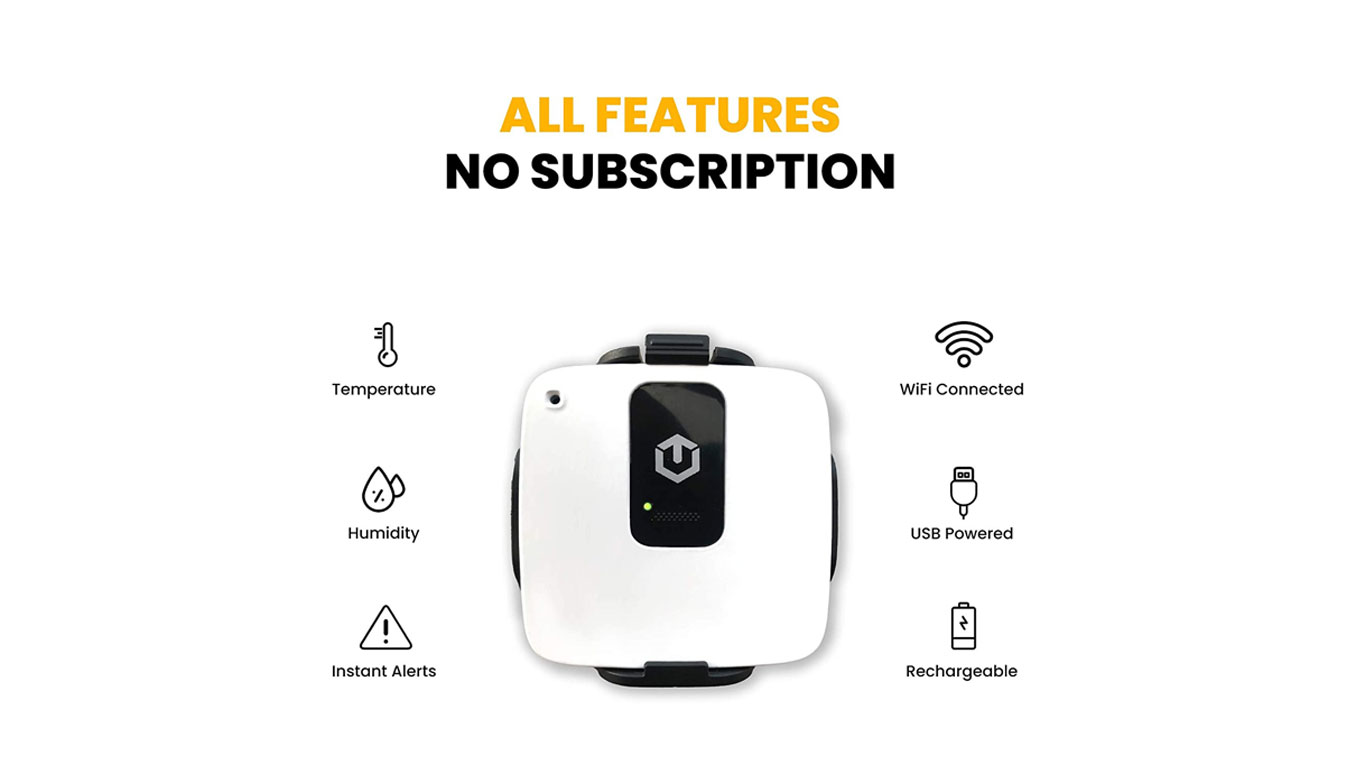 ALL FEATURES
NO SUBSCRIPTION
Temperature
WiFi Connected
Humidity
USB Powered
Instant Alerts
Rechargeable